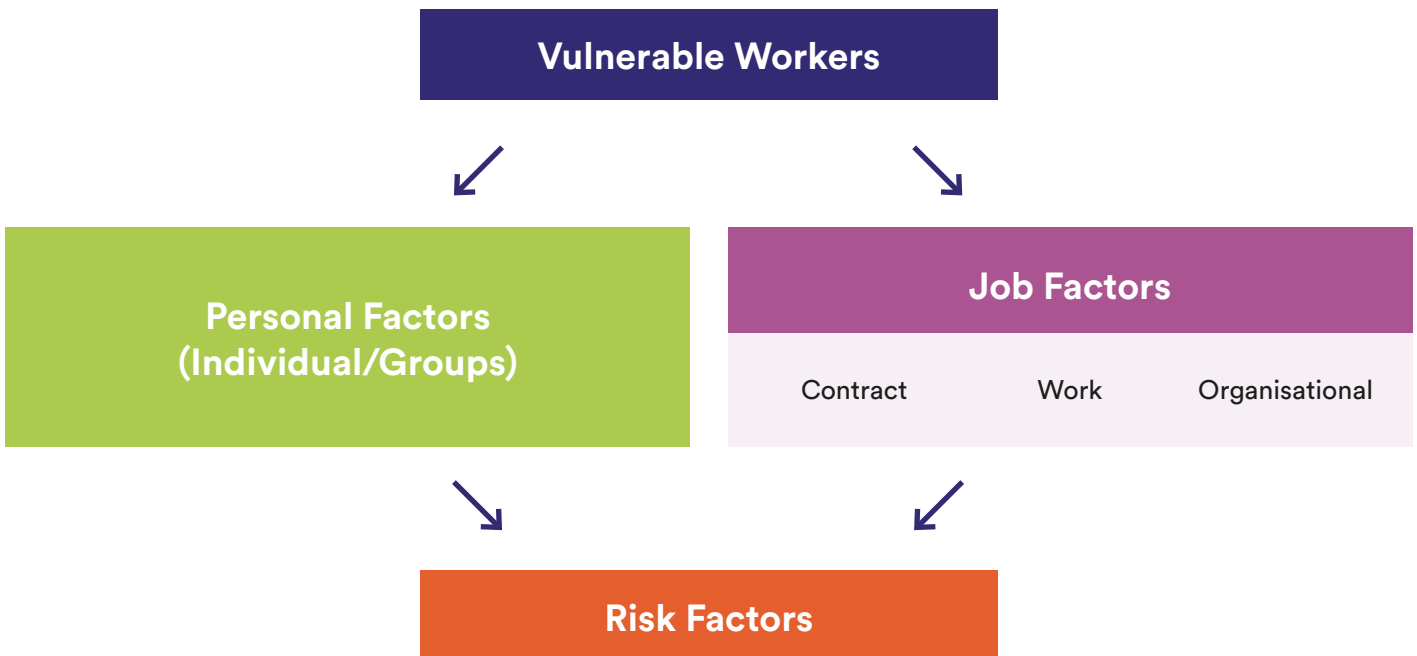 Vulnerable Workers
Personal Factors
(Individual/Groups)
Job Factors
Contract
Work
Organisational
Risk Factors